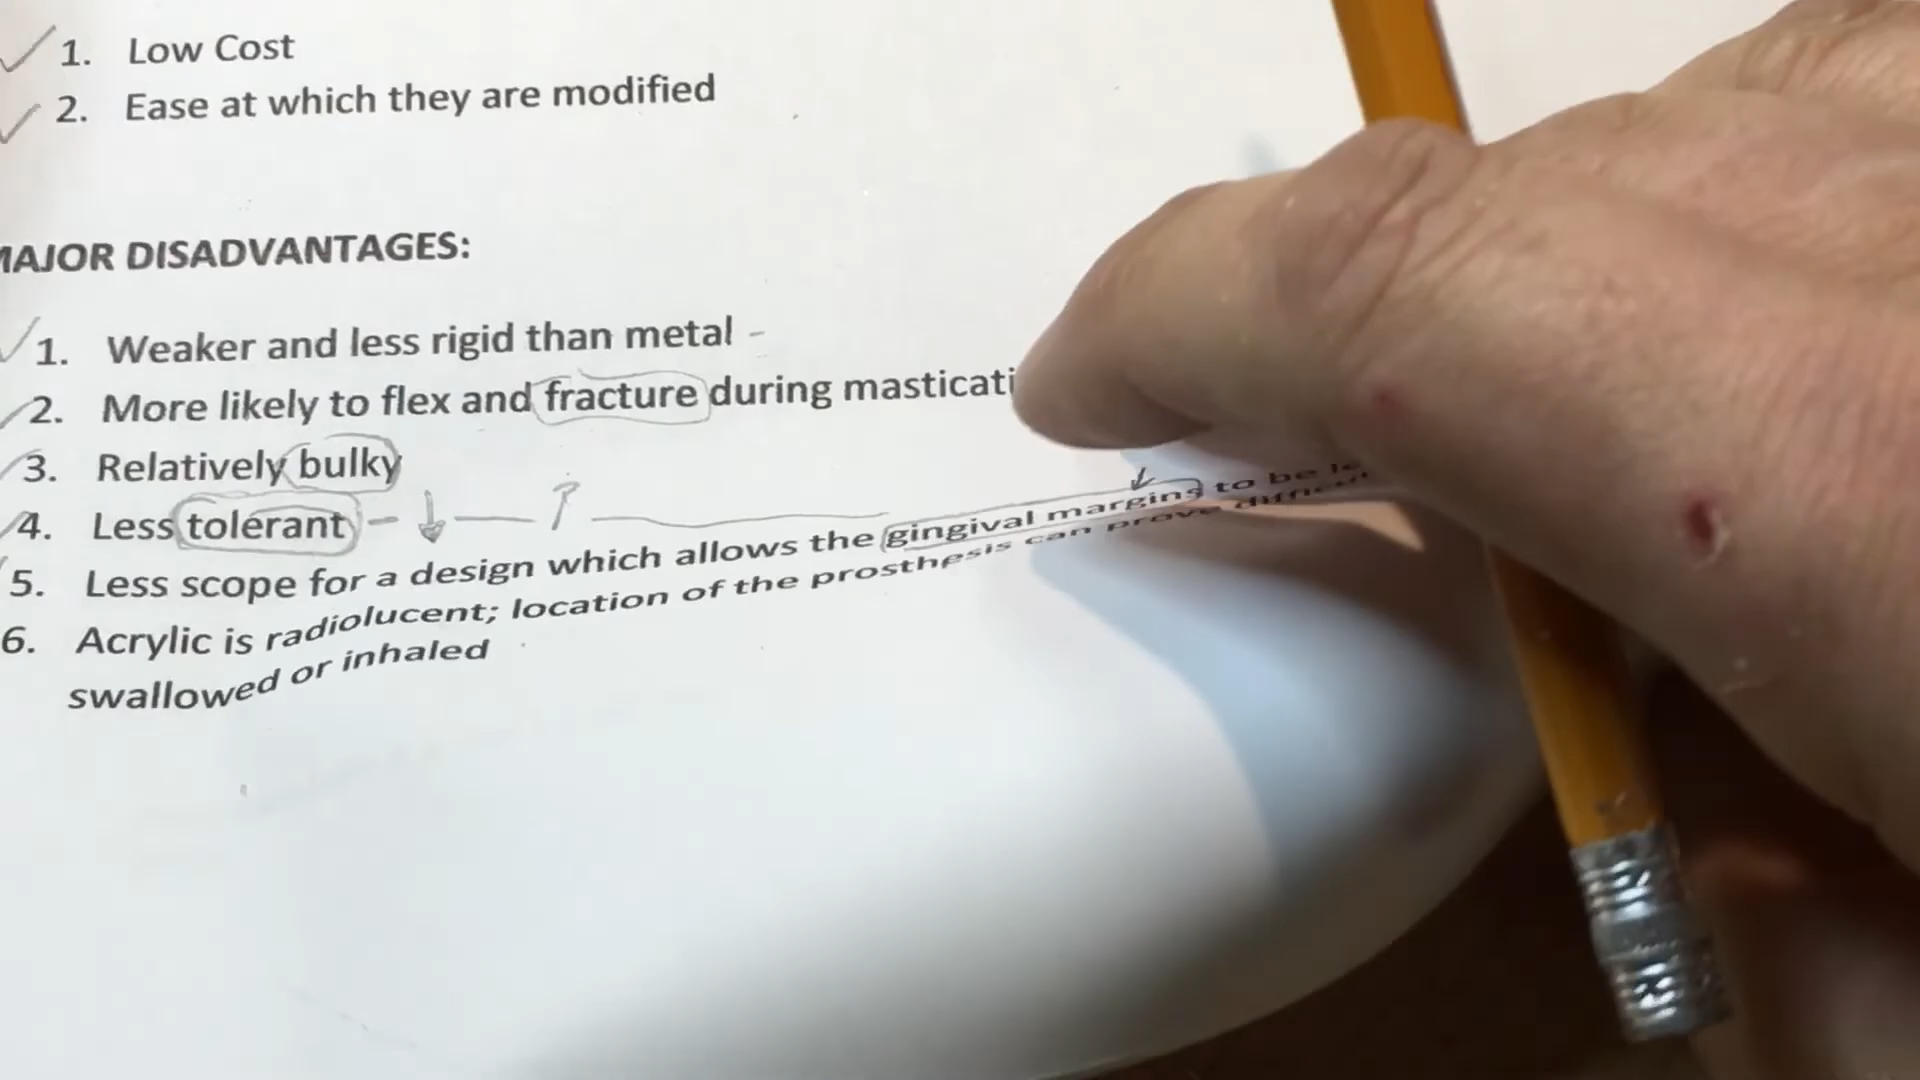 1. Low Cost
2. Ease at which they are modified
MAJOR DISADVANTAGES:
1. Weaker and less rigid than metal -
2. More likely to flex and fracture during masticati
3. Relatively bulky
4. Less tolerant - ↓ — ?
5. Less scope for a design which allows the gingival margins to be
6. Acrylic is radiolucent; location of the prosthesis can prove difficult
swallowed or inhaled